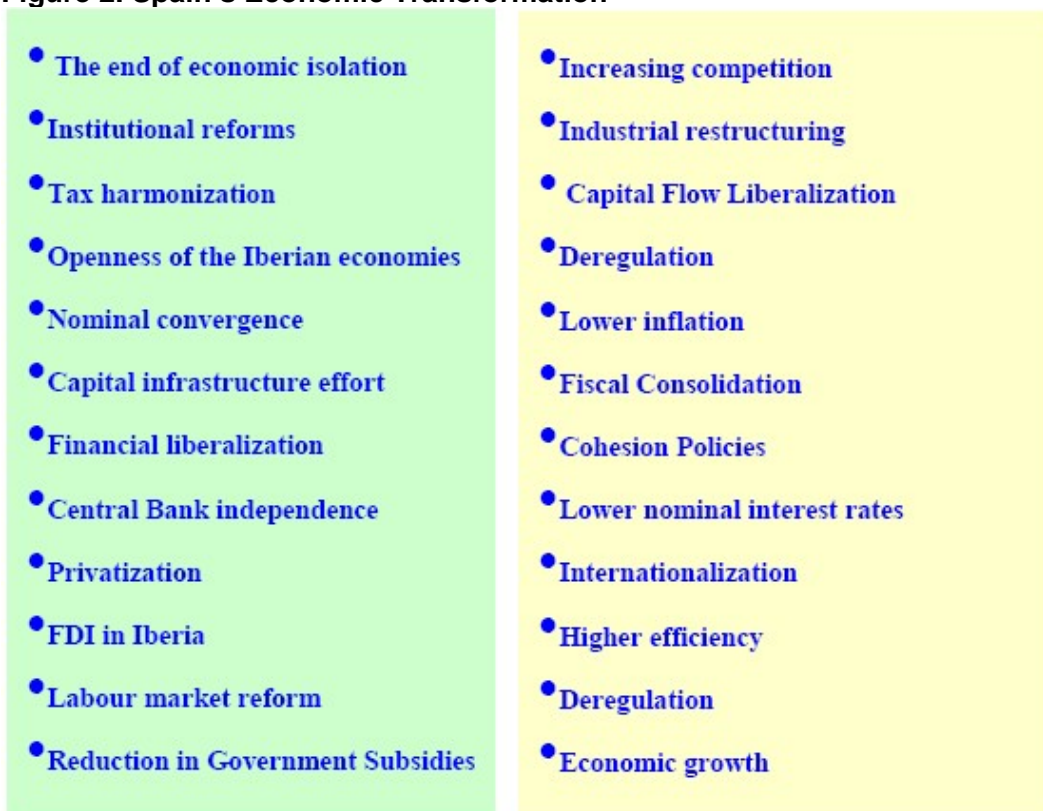 Figure 2: Spain's Economic Transformation
• The end of economic isolation
• Institutional reforms
• Tax harmonization
• Openness of the Iberian economies
• Nominal convergence
• Capital infrastructure effort
• Financial liberalization
• Central Bank independence
• Privatization
• FDI in Iberia
• Labour market reform
• Reduction in Government Subsidies
• Increasing competition
• Industrial restructuring
• Capital Flow Liberalization
• Deregulation
• Lower inflation
• Fiscal Consolidation
• Cohesion Policies
• Lower nominal interest rates
• Internationalization
• Higher efficiency
• Deregulation
• Economic growth